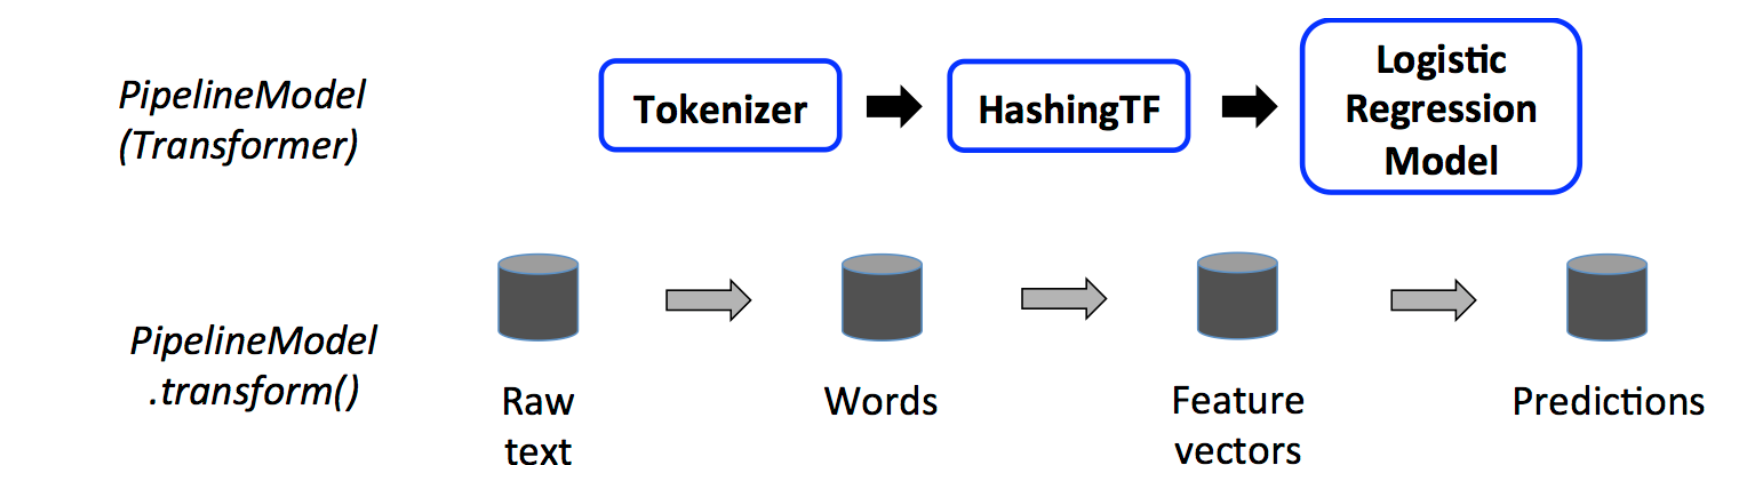 PipelineModel
(Transformer)
Tokenizer
HashingTF
Logistic
Regression
Model
PipelineModel
.transform()
Raw
text
Words
Feature
vectors
Predictions